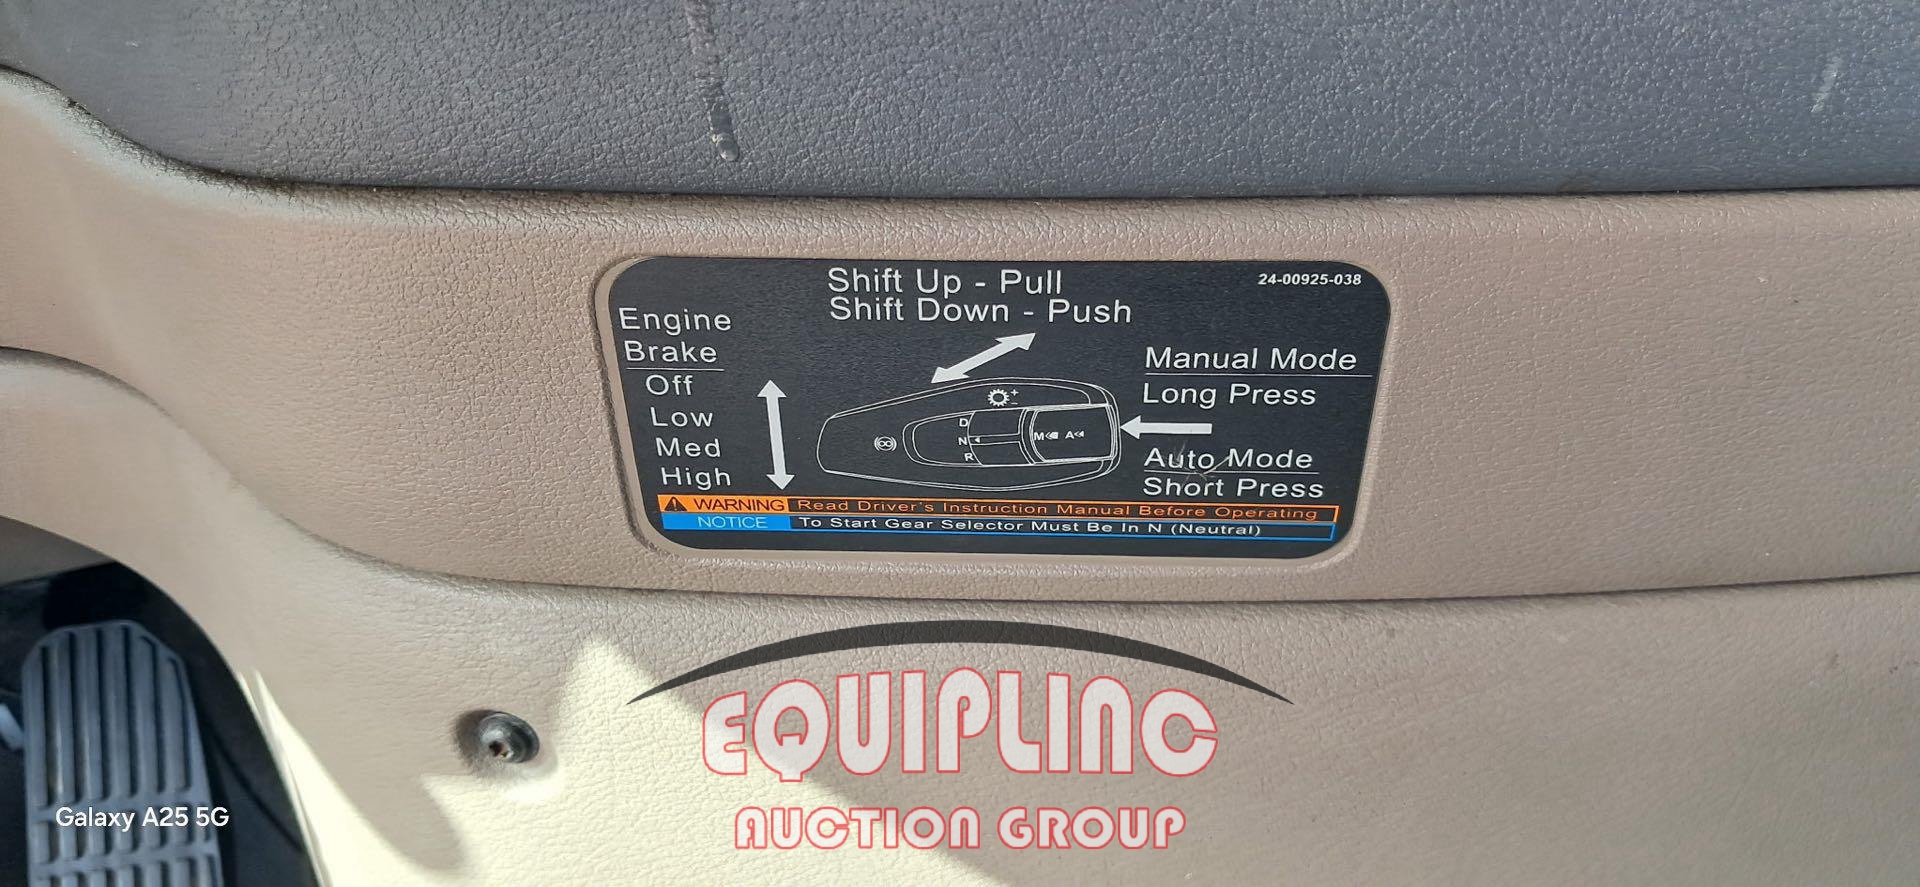 Shift Up - Pull
Shift Down - Push
24-00925-038
Engine
Brake
Off
Low
Med
High
D
N
R
+
-
M
A
Manual Mode
Long Press
Auto Mode
Short Press
WARNING Read Driver's Instruction Manual Before Operating
NOTICE To Start Gear Selector Must Be In N (Neutral)
EQUIPLINC
AUCTION GROUP
Galaxy A25 5G